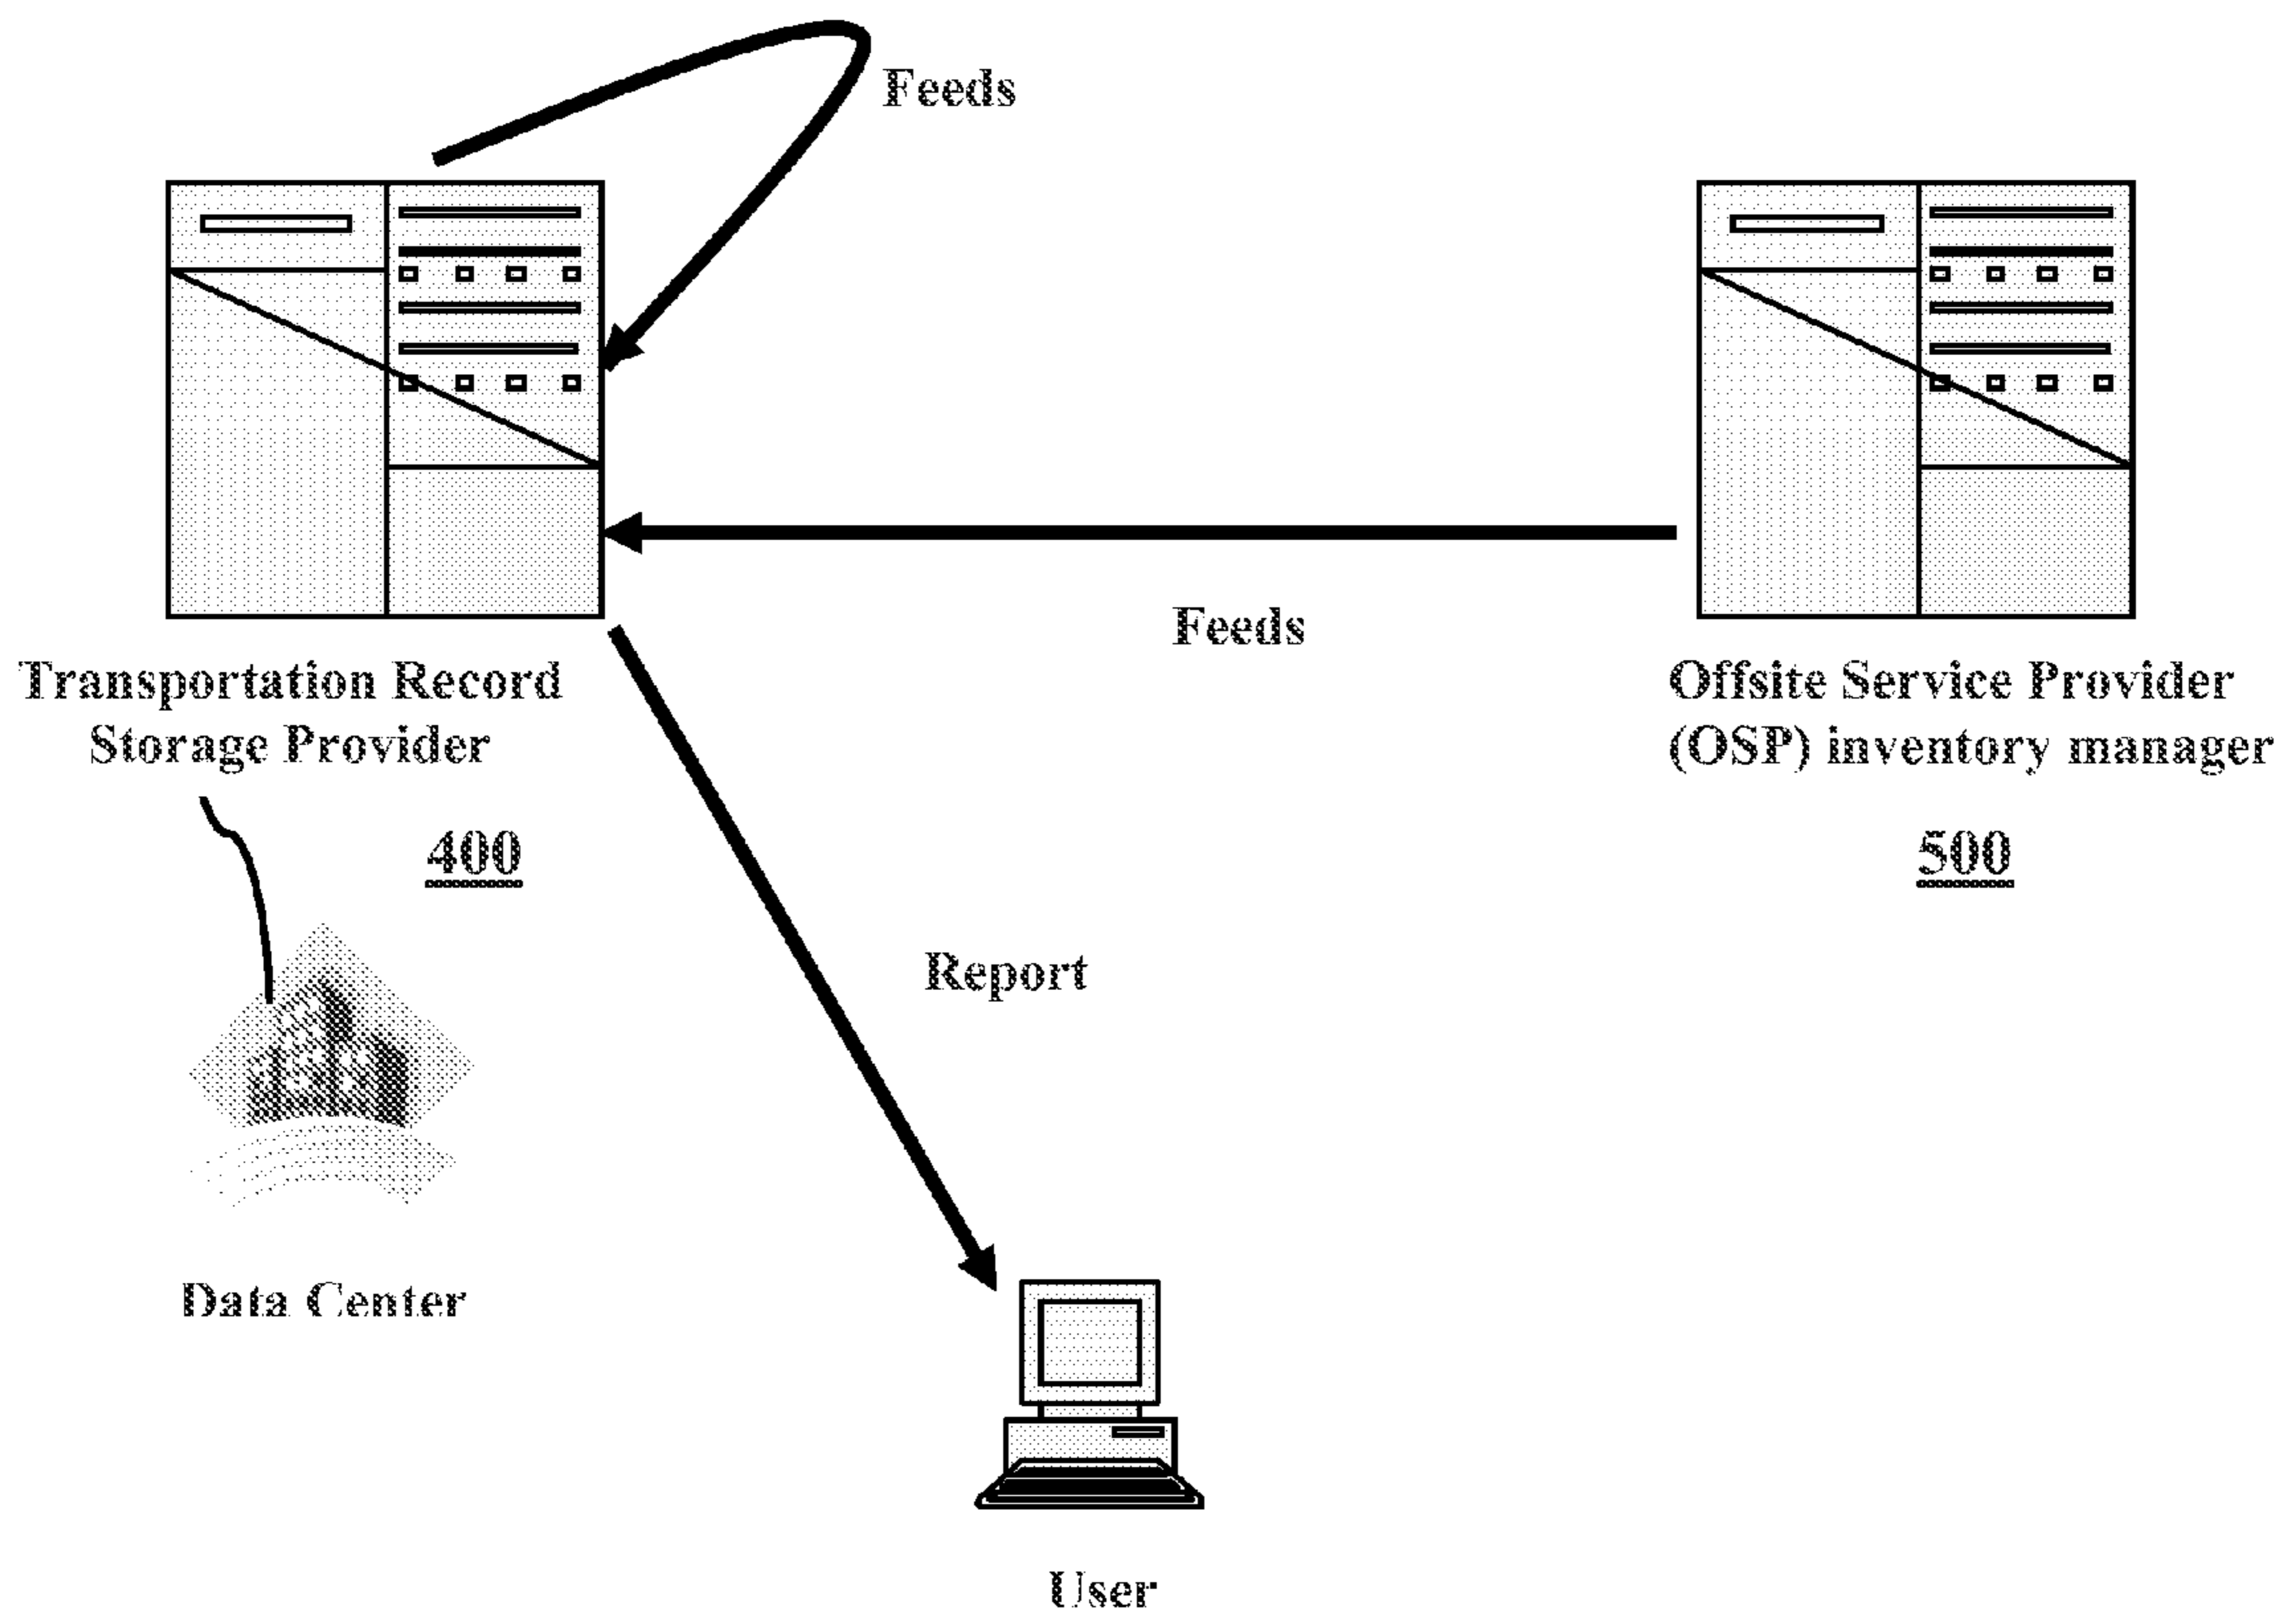 Feeds
Feeds
Transportation Record
Storage Provider
400
Offsite Service Provider
(OSP) inventory manager
500
Report
Data Center
User